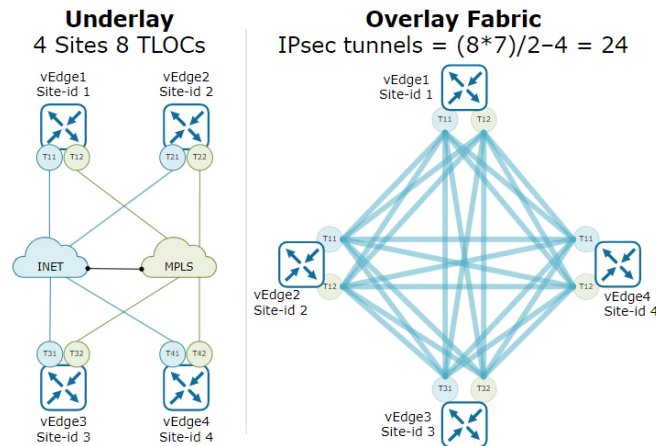 Underlay
4 Sites 8 TLOCs
vEdge1
Site-id 1
vEdge2
Site-id 2
T11
T12
T21
T22
INET
MPLS
T31
T32
T41
T42
vEdge3
Site-id 3
vEdge4
Site-id 4
Overlay Fabric
IPsec tunnels = (8*7)/2–4 = 24
vEdge1
Site-id 1
T11
T12
T11
T11
vEdge2
Site-id 2
vEdge4
Site-id 4
T12
T12
T31
T32
vEdge3
Site-id 3